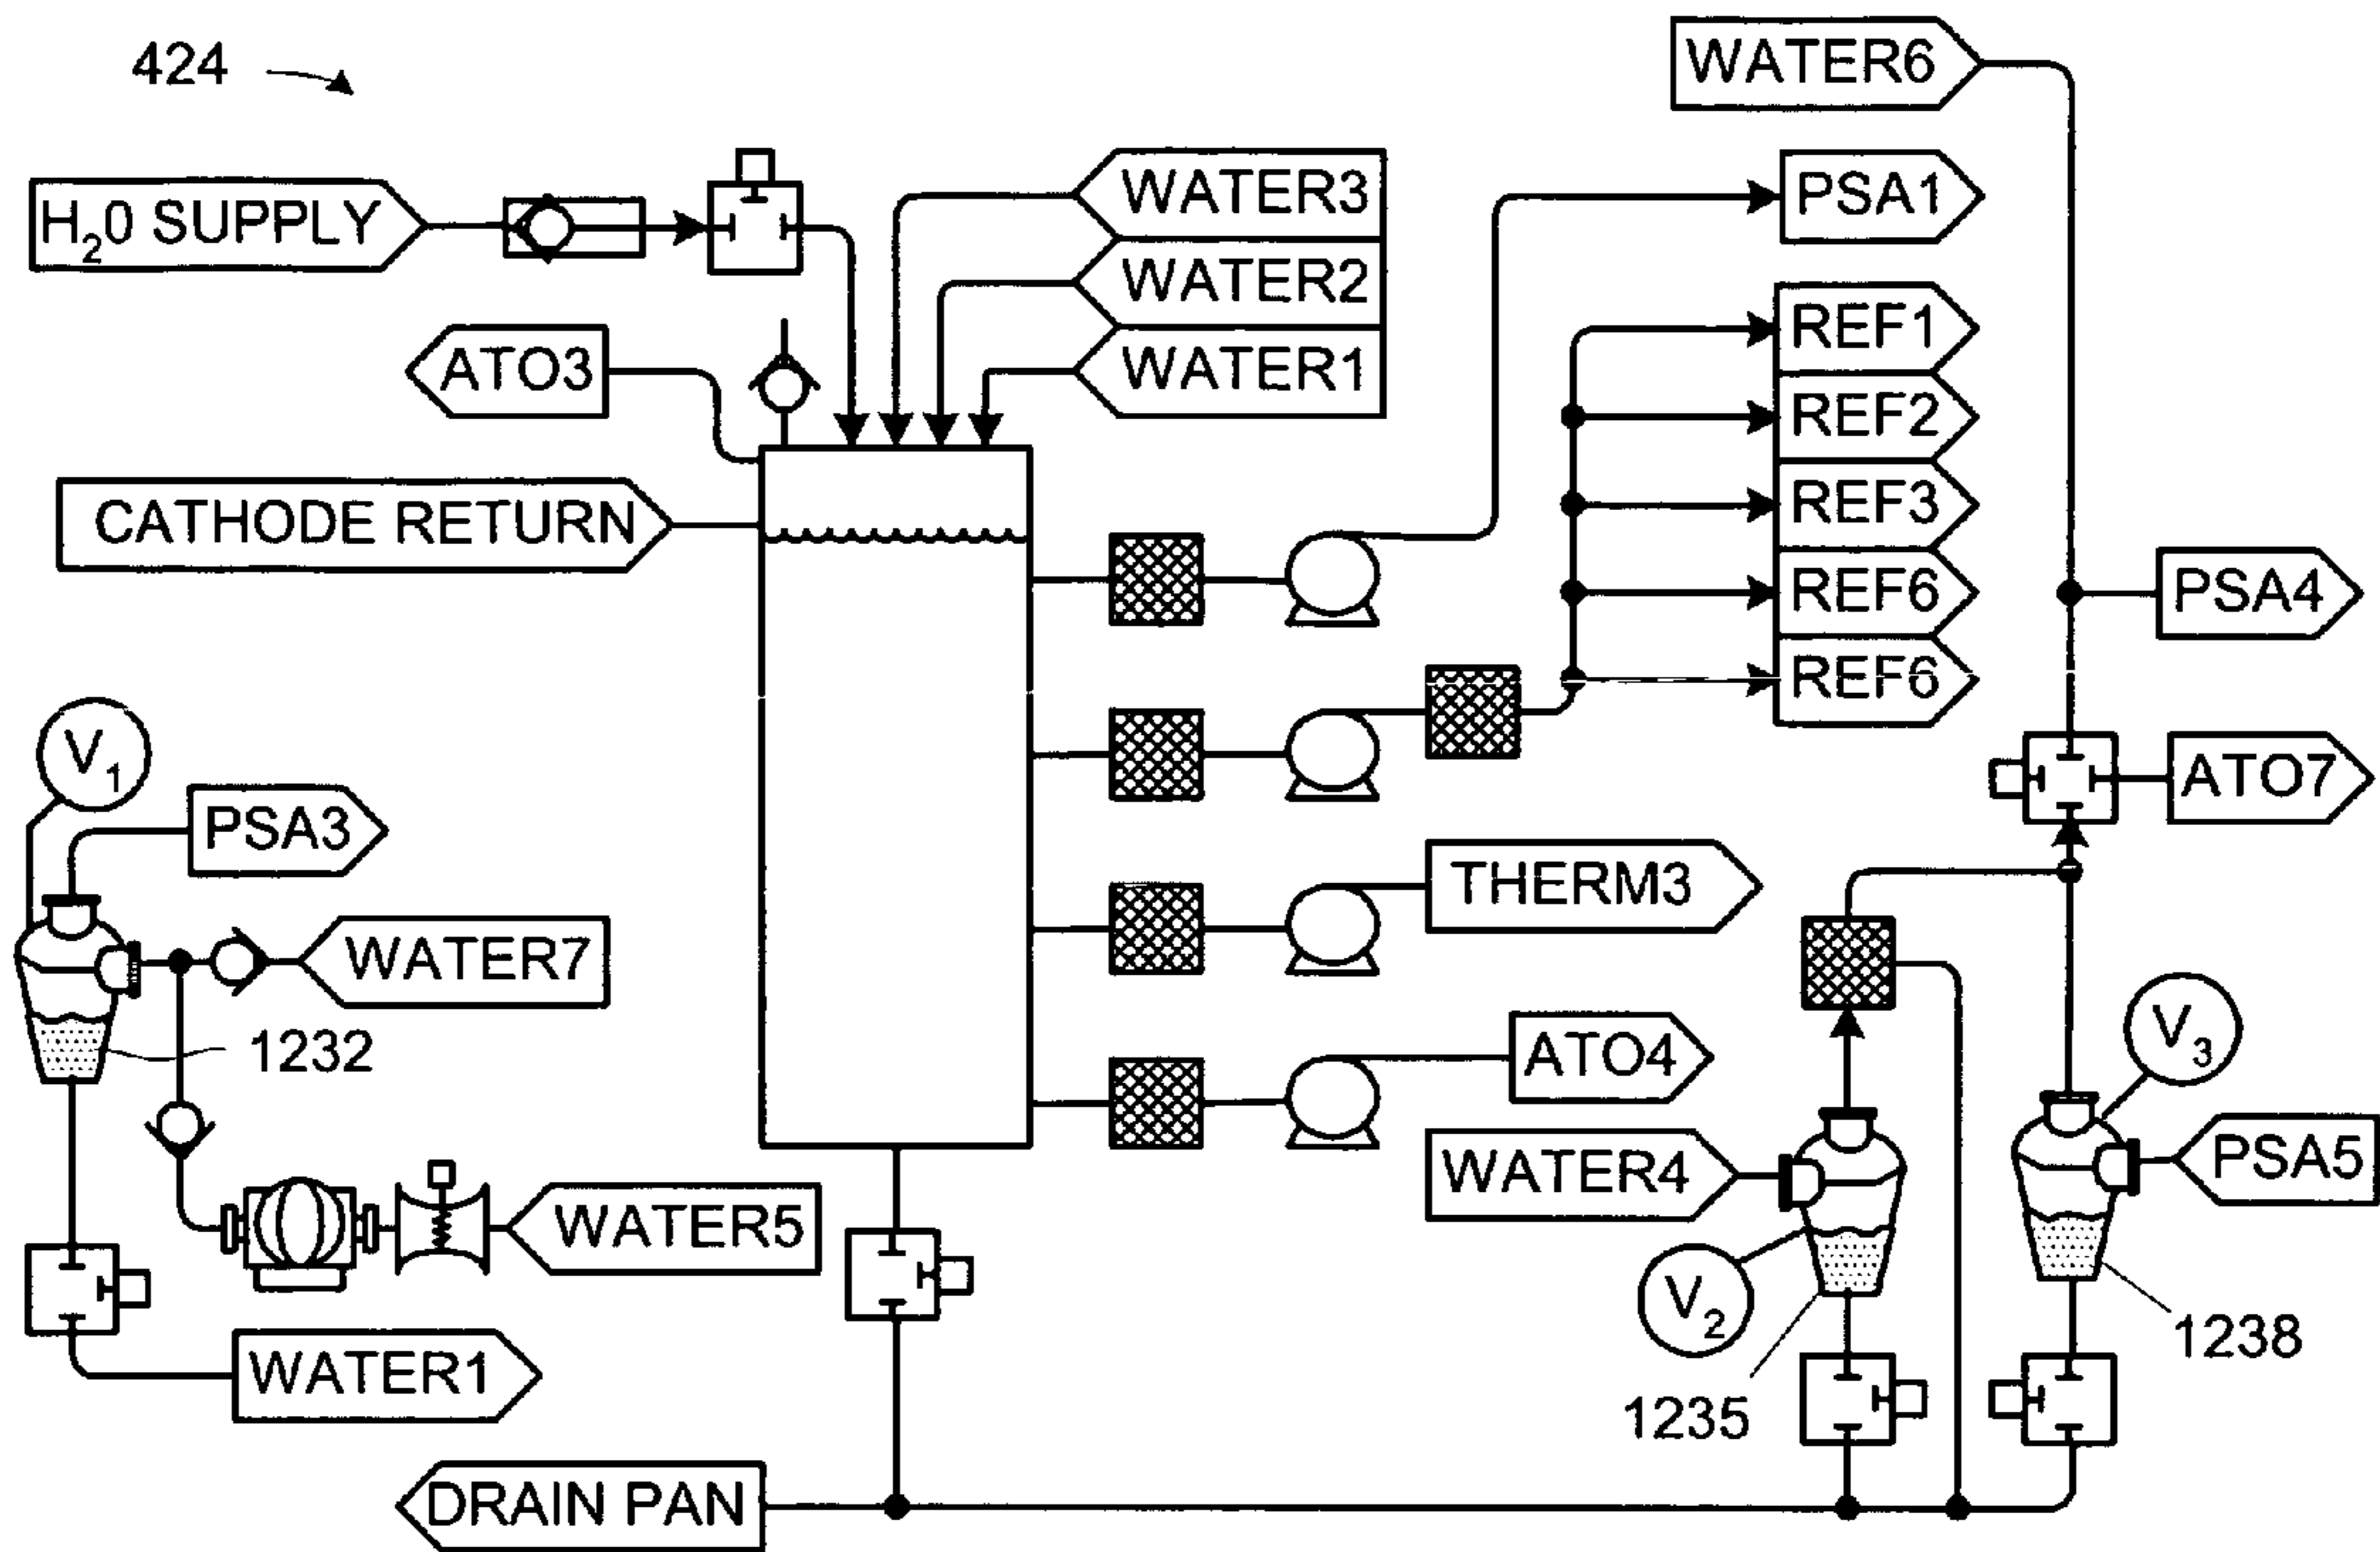 424
WATER6
H₂0 SUPPLY
WATER3
PSA1
WATER2
REF1
ATO3
WATER1
REF2
CATHODE RETURN
REF3
REF6
PSA4
REF6
V₁
ATO7
PSA3
THERM3
WATER7
1232
ATO4
V₃
WATER4
PSA5
WATER5
V₂
1238
WATER1
1235
DRAIN PAN